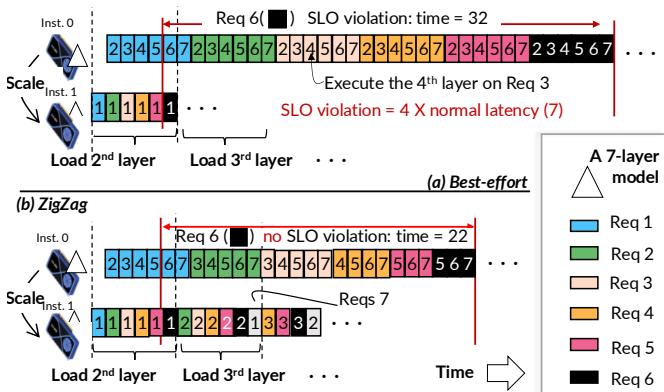 Req 6( ) SLO violation: time = 32
Inst. 0
2 3 4 5 6 7 2 3 4 5 6 7 2 3 4 5 6 7 2 3 4 5 6 7 2 3 4 5 6 7 2 3 4 5 6 7 . . .
Scale
Execute the 4th layer on Req 3
Inst. 1
1 1 1 1 1 1 . . .
SLO violation = 4 X normal latency (7)
Load 2nd layer Load 3rd layer . . .
(a) Best-effort
(b) ZigZag
Req 6 ( ) no SLO violation: time = 22
Inst. 0
2 3 4 5 6 7 3 4 5 6 7 3 4 5 6 7 4 5 6 7 5 6 7 5 6 7 . . .
Scale
Reqs 7
Inst. 1
1 1 1 1 1 1 2 2 2 2 2 1 3 3 3 2 . . .
Load 2nd layer Load 3rd layer . . .
Time
A 7-layer
model
Req 1
Req 2
Req 3
Req 4
Req 5
Req 6